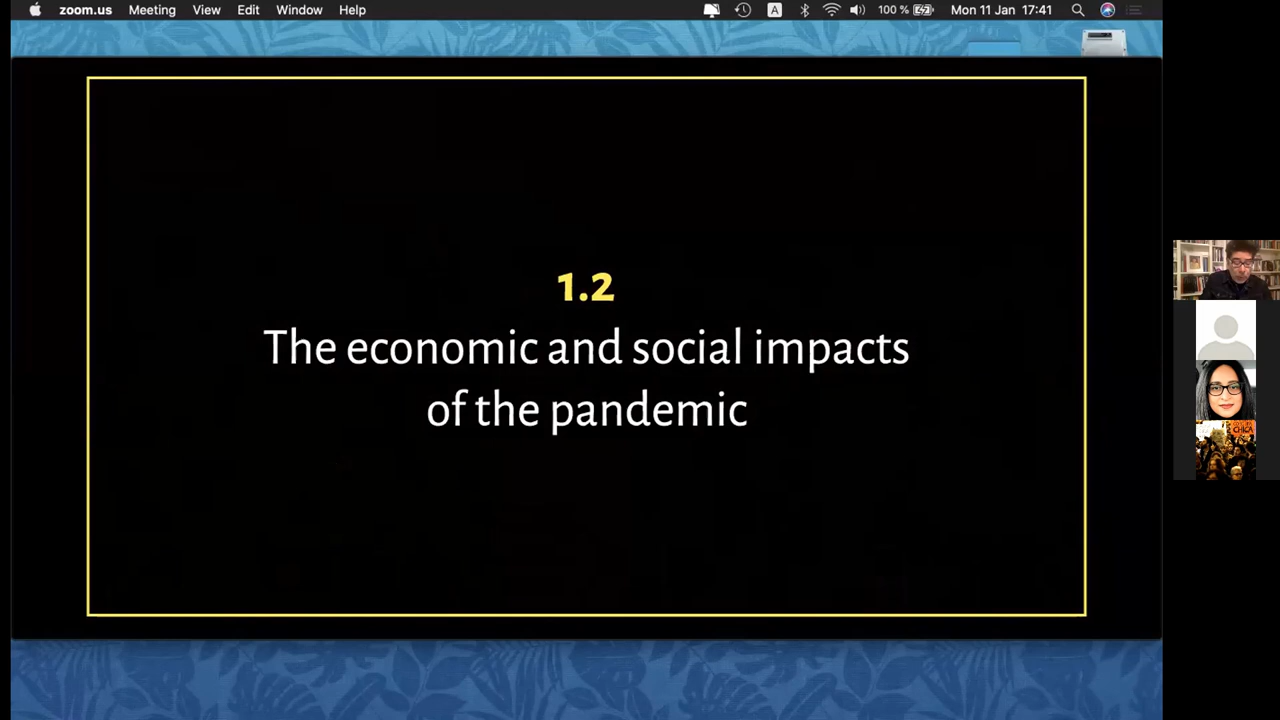 zoom.us Meeting View Edit Window Help A 100 % Mon 11 Jan 17:41
1.2
The economic and social impacts
of the pandemic
CHICA